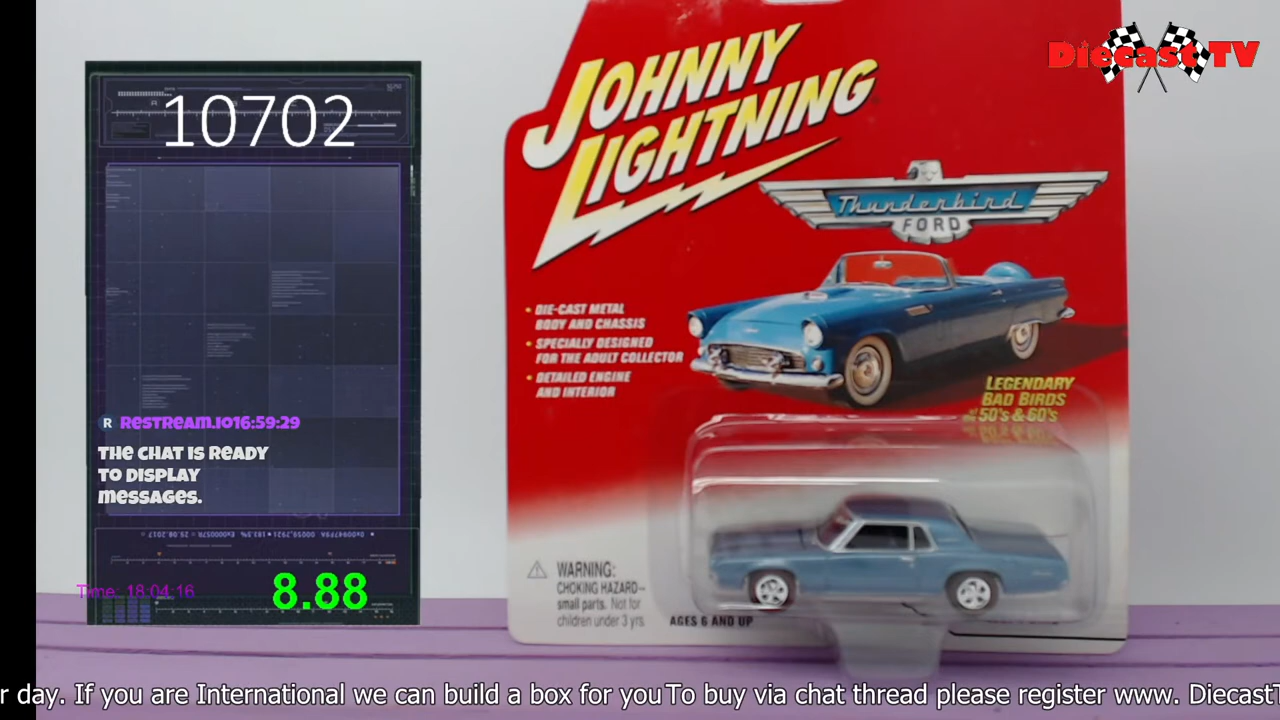 10702
Restream.io16:59:29
The chat is ready
to display
messages.
Time: 18:04:16
8.88
JOHNNY
LIGHTNING
Thunderbird
FORD
• DIE-CAST METAL
BODY AND CHASSIS
• SPECIALLY DESIGNED
FOR THE ADULT COLLECTOR
• DETAILED ENGINE
AND INTERIOR
LEGENDARY
BAD BIRDS
50's & 60's
WARNING:
CHOKING HAZARD--
small parts. Not for
children under 3 yrs
AGES 6 AND UP
Diecast TV
r day. If you are International we can build a box for you To buy via chat thread please register www. DiecastT